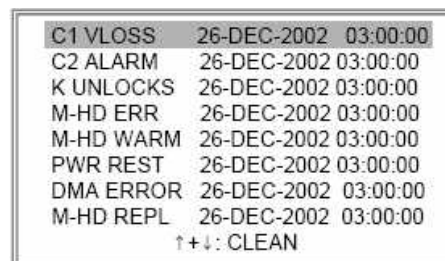 C1 VLOSS 26-DEC-2002 03:00:00
C2 ALARM 26-DEC-2002 03:00:00
K UNLOCKS 26-DEC-2002 03:00:00
M-HD ERR 26-DEC-2002 03:00:00
M-HD WARM 26-DEC-2002 03:00:00
PWR REST 26-DEC-2002 03:00:00
DMA ERROR 26-DEC-2002 03:00:00
M-HD REPL 26-DEC-2002 03:00:00
↑+↓: CLEAN